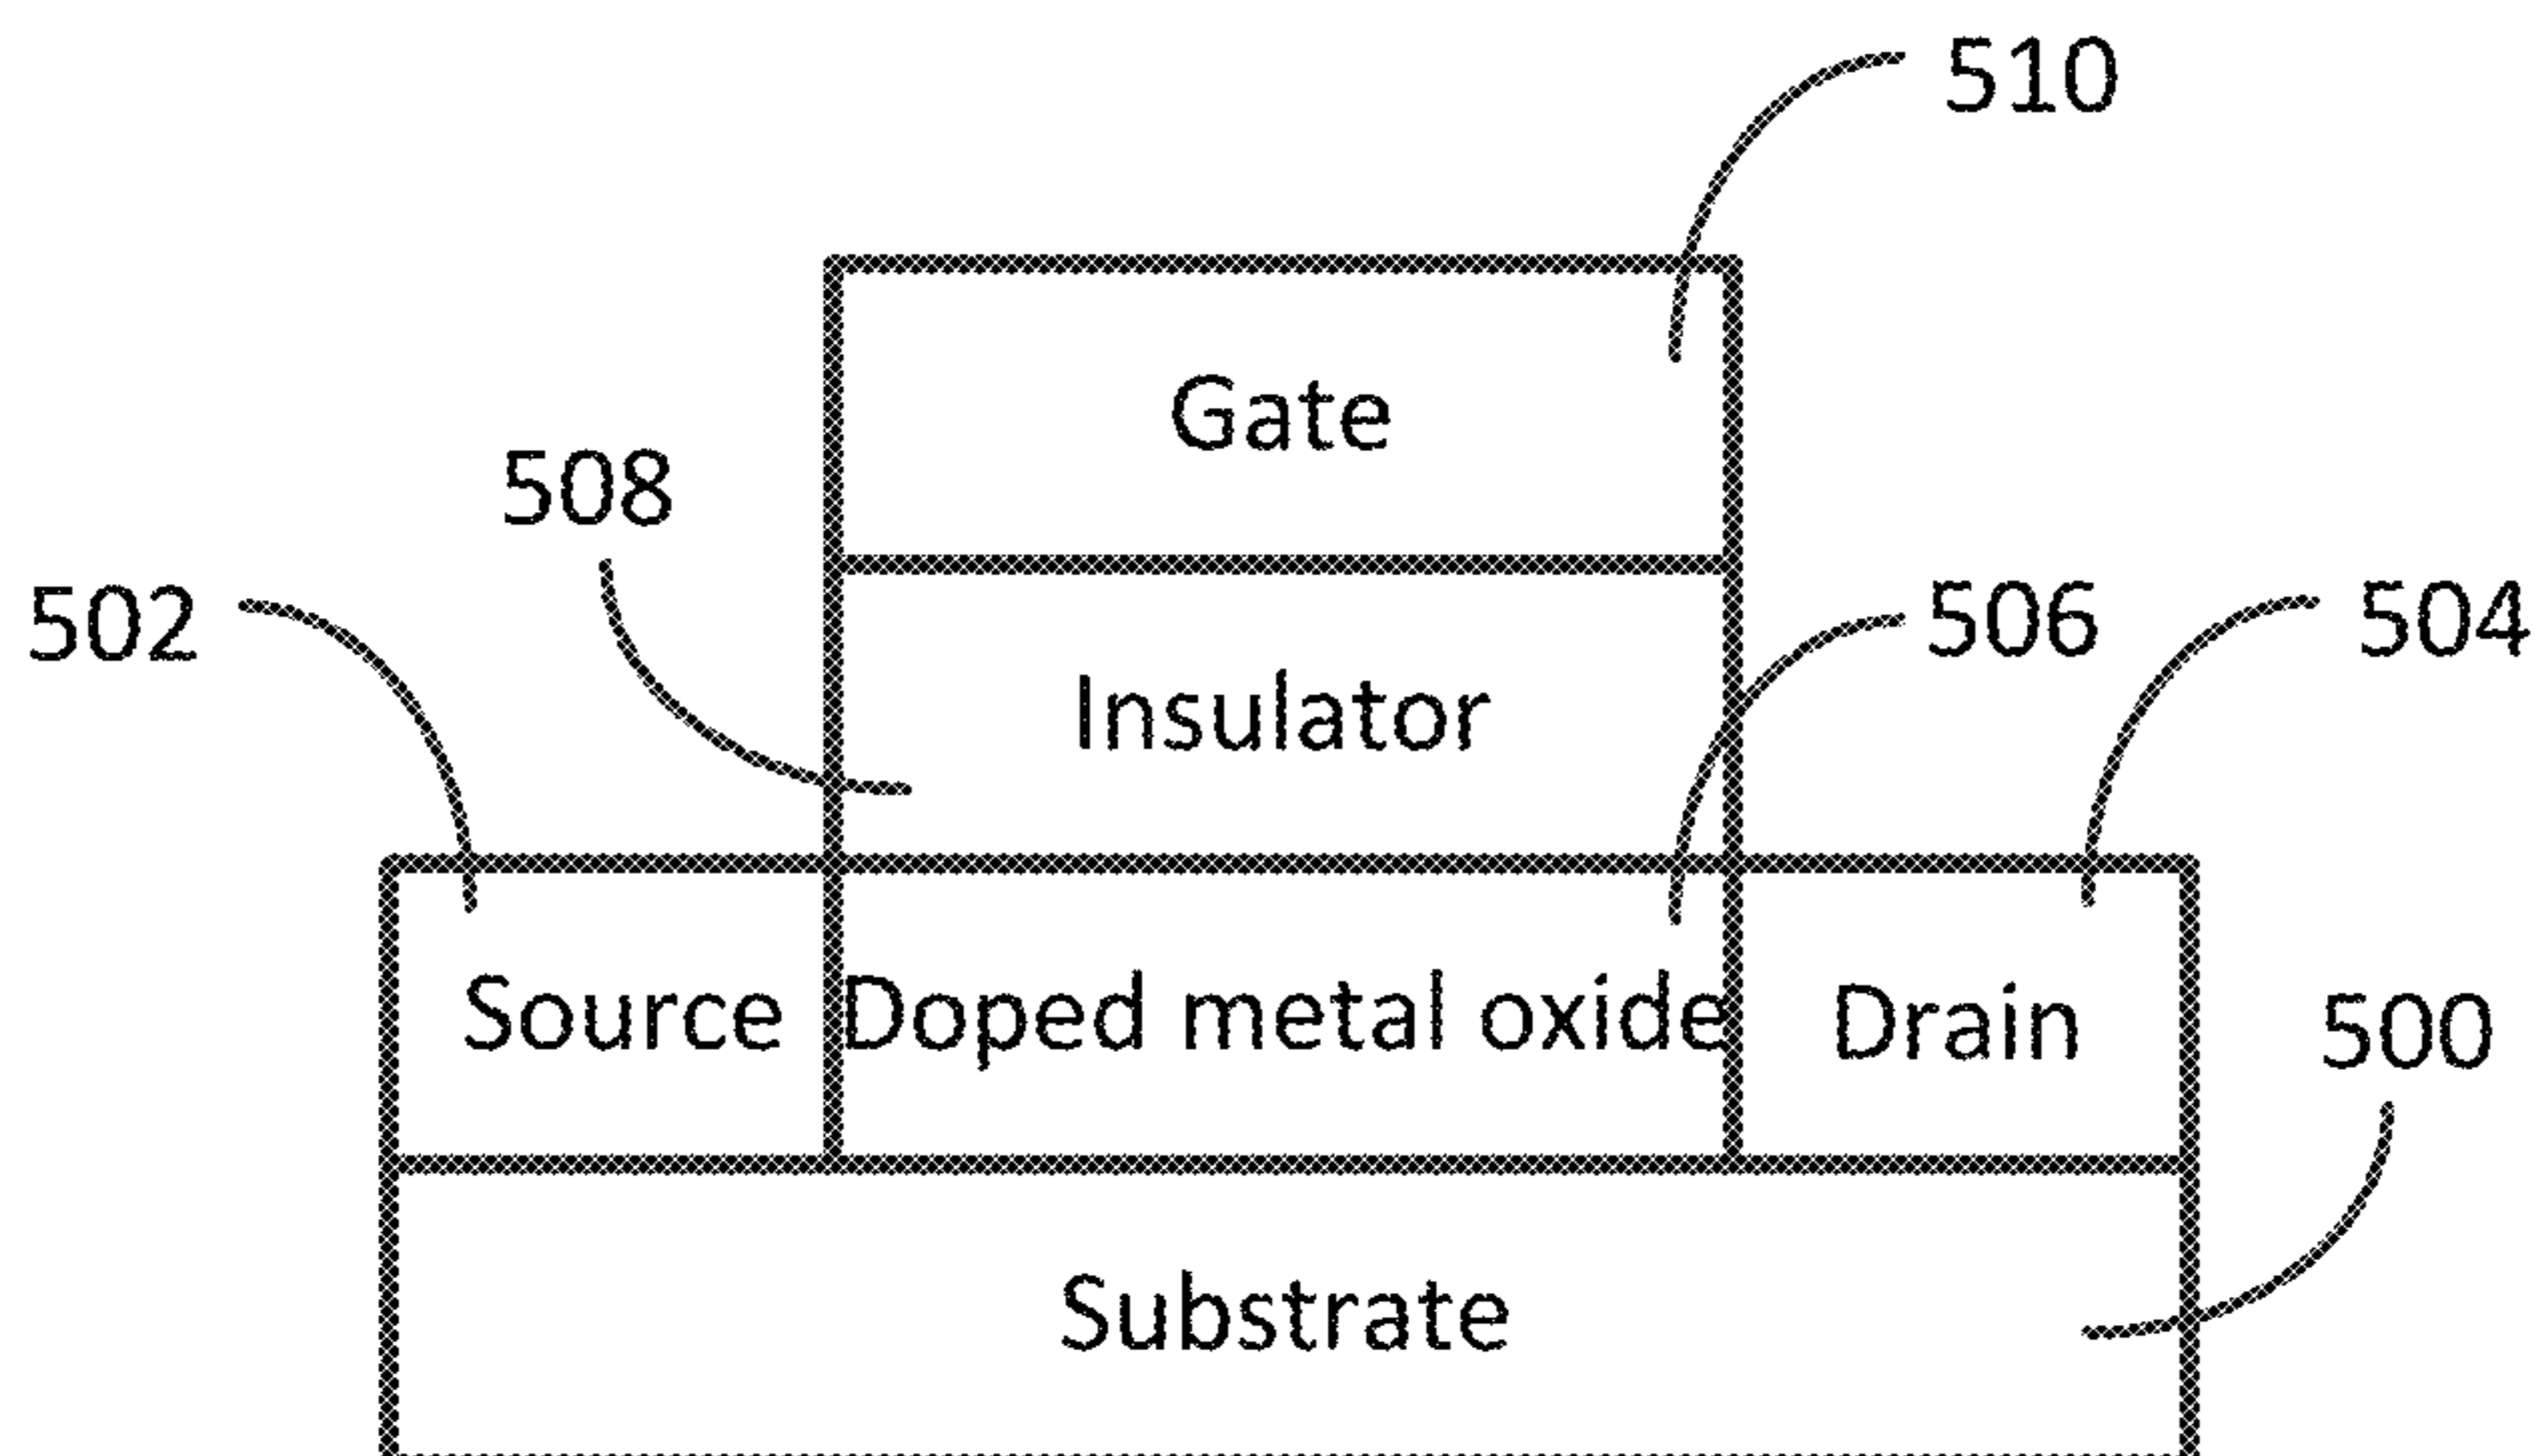 510
Gate
508
502
Insulator
506
504
Source
Doped metal oxide
Drain
500
Substrate